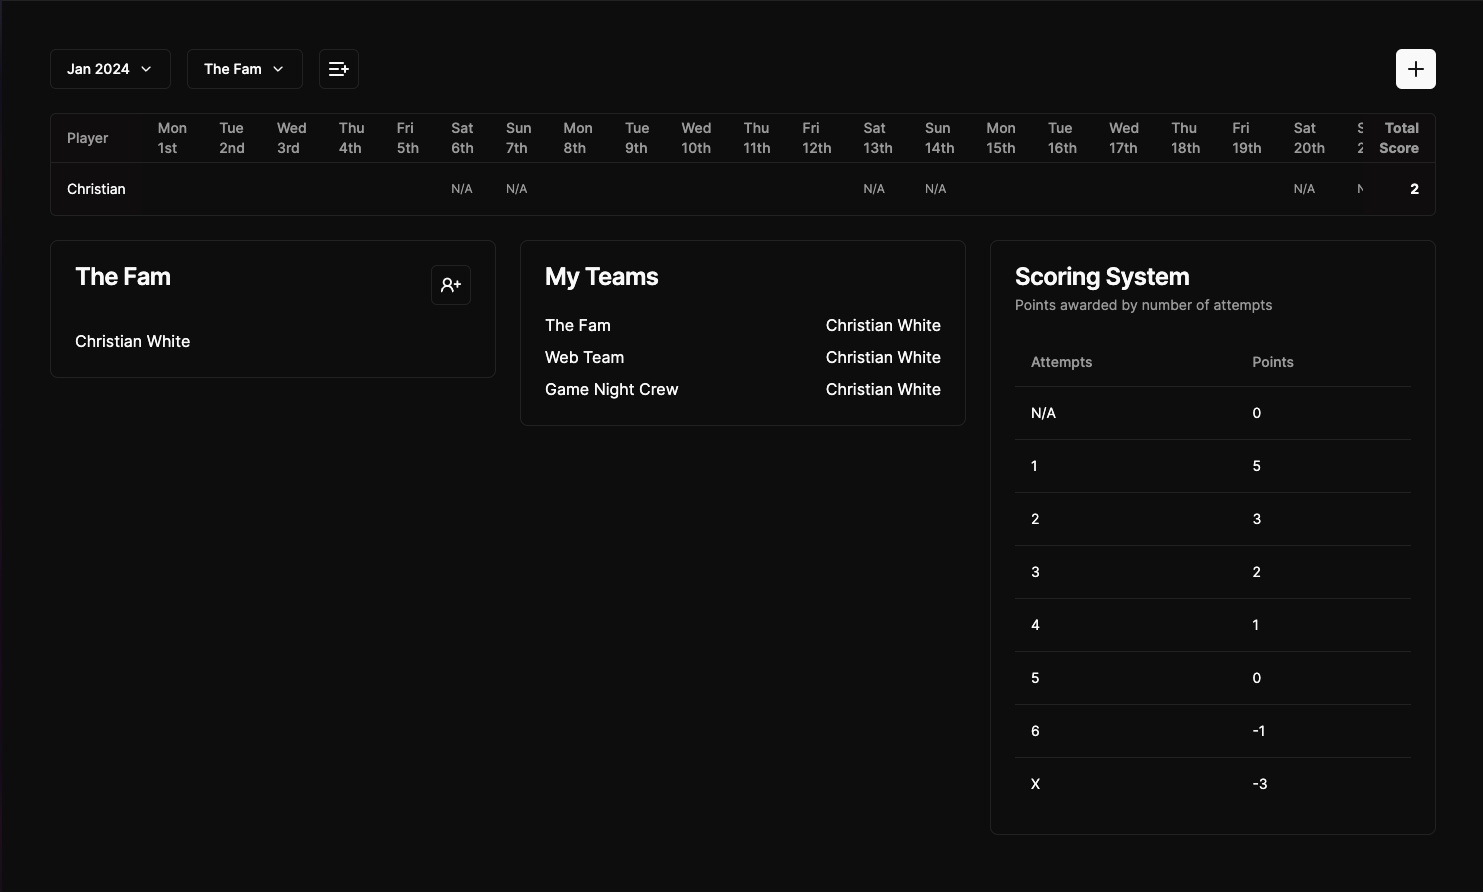 Jan 2024 The Fam
Player Mon 1st Tue 2nd Wed 3rd Thu 4th Fri 5th Sat 6th Sun 7th Mon 8th Tue 9th Wed 10th Thu 11th Fri 12th Sat 13th Sun 14th Mon 15th Tue 16th Wed 17th Thu 18th Fri 19th Sat 20th Total Score
Christian N/A N/A N/A N/A N/A 2
The Fam
Christian White
My Teams
The Fam Christian White
Web Team Christian White
Game Night Crew Christian White
Scoring System
Points awarded by number of attempts
Attempts Points
N/A 0
1 5
2 3
3 2
4 1
5 0
6 -1
X -3